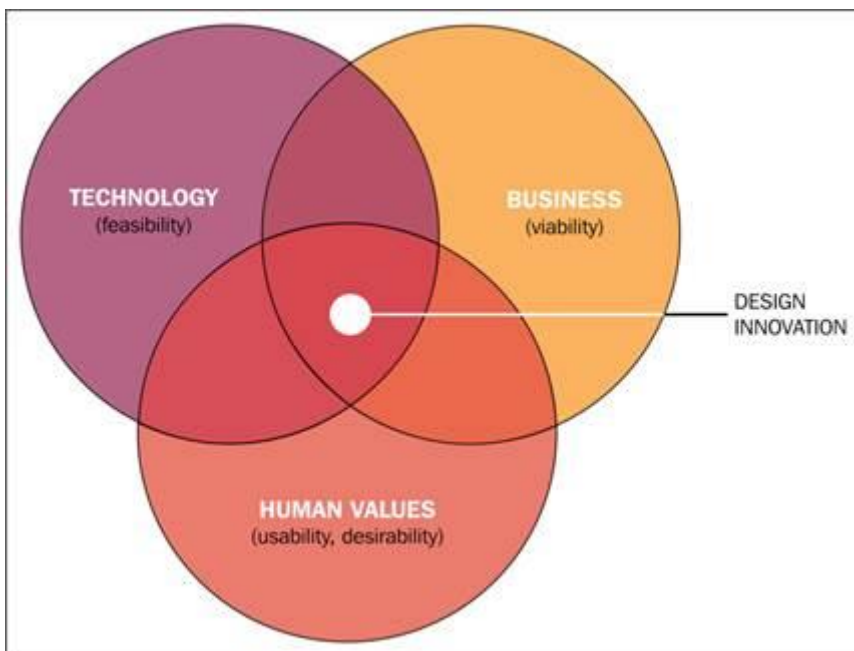 TECHNOLOGY
(feasibility)
BUSINESS
(viability)
DESIGN
INNOVATION
HUMAN VALUES
(usability, desirability)